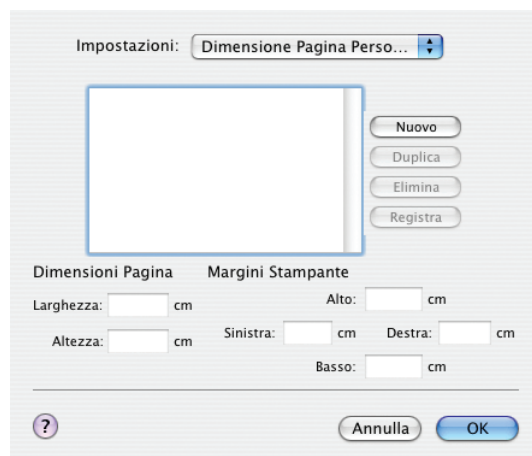 Impostazioni: Dimensione Pagina Perso...
Nuovo
Duplica
Elimina
Registra
Dimensioni Pagina Margini Stampante
Larghezza: cm Alto: cm
Altezza: cm Sinistra: cm Destra: cm
Basso: cm
? Annulla OK